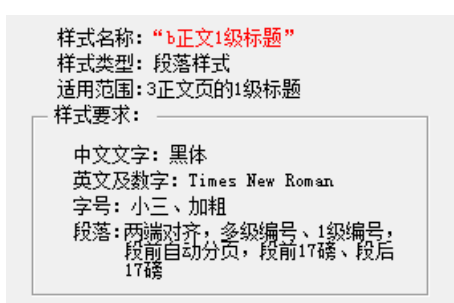 样式名称：“b正文1级标题”
样式类型：段落样式
适用范围：3正文页的1级标题
样式要求：
中文文字：黑体
英文及数字：Times New Roman
字号：小三、加粗
段落：两端对齐，多级编号、1级编号，
段前自动分页，段前17磅、段后
17磅